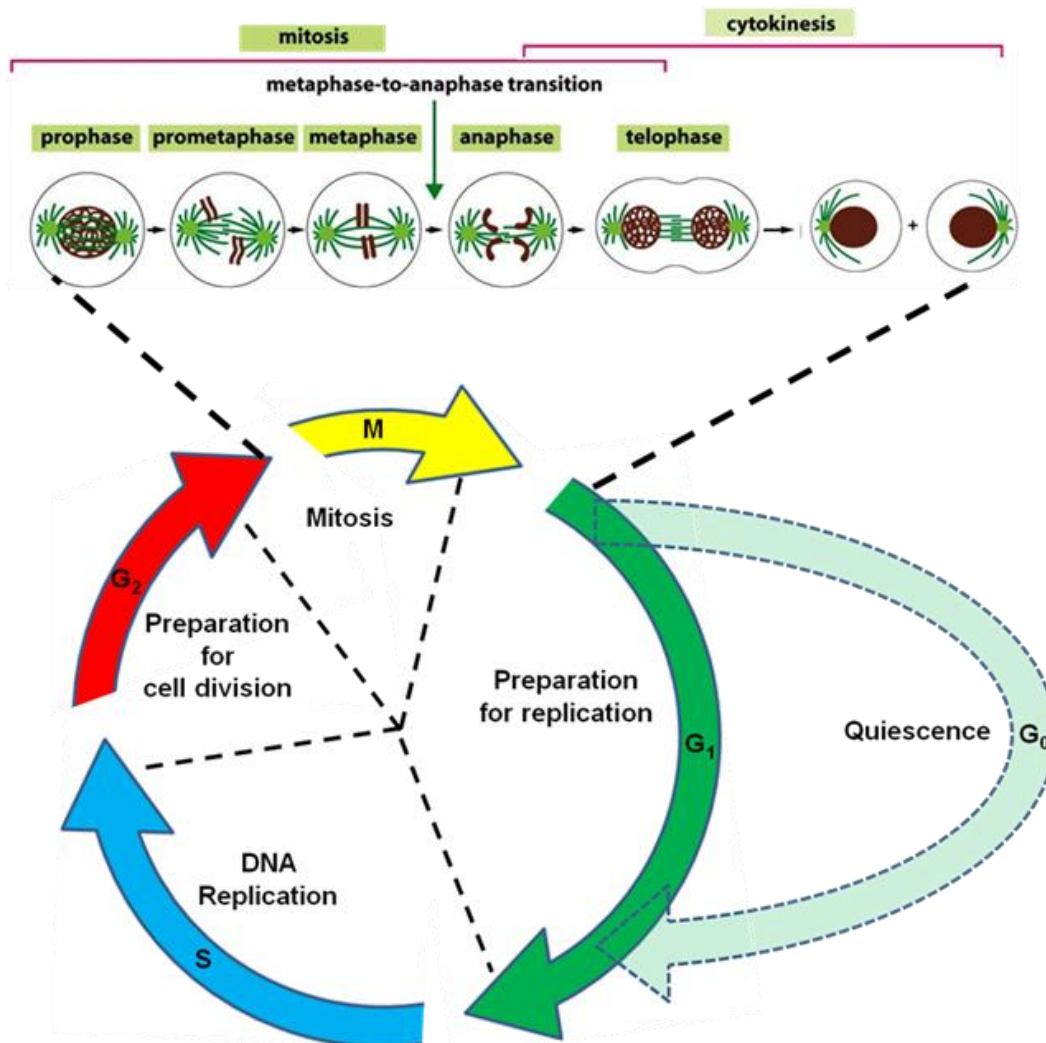 mitosis
cytokinesis
metaphase-to-anaphase transition
prophase
prometaphase
metaphase
anaphase
telophase
+
M
Mitosis
G₂
Preparation
for
cell division
Preparation
for replication
G₁
Quiescence
G₀
DNA
Replication
S